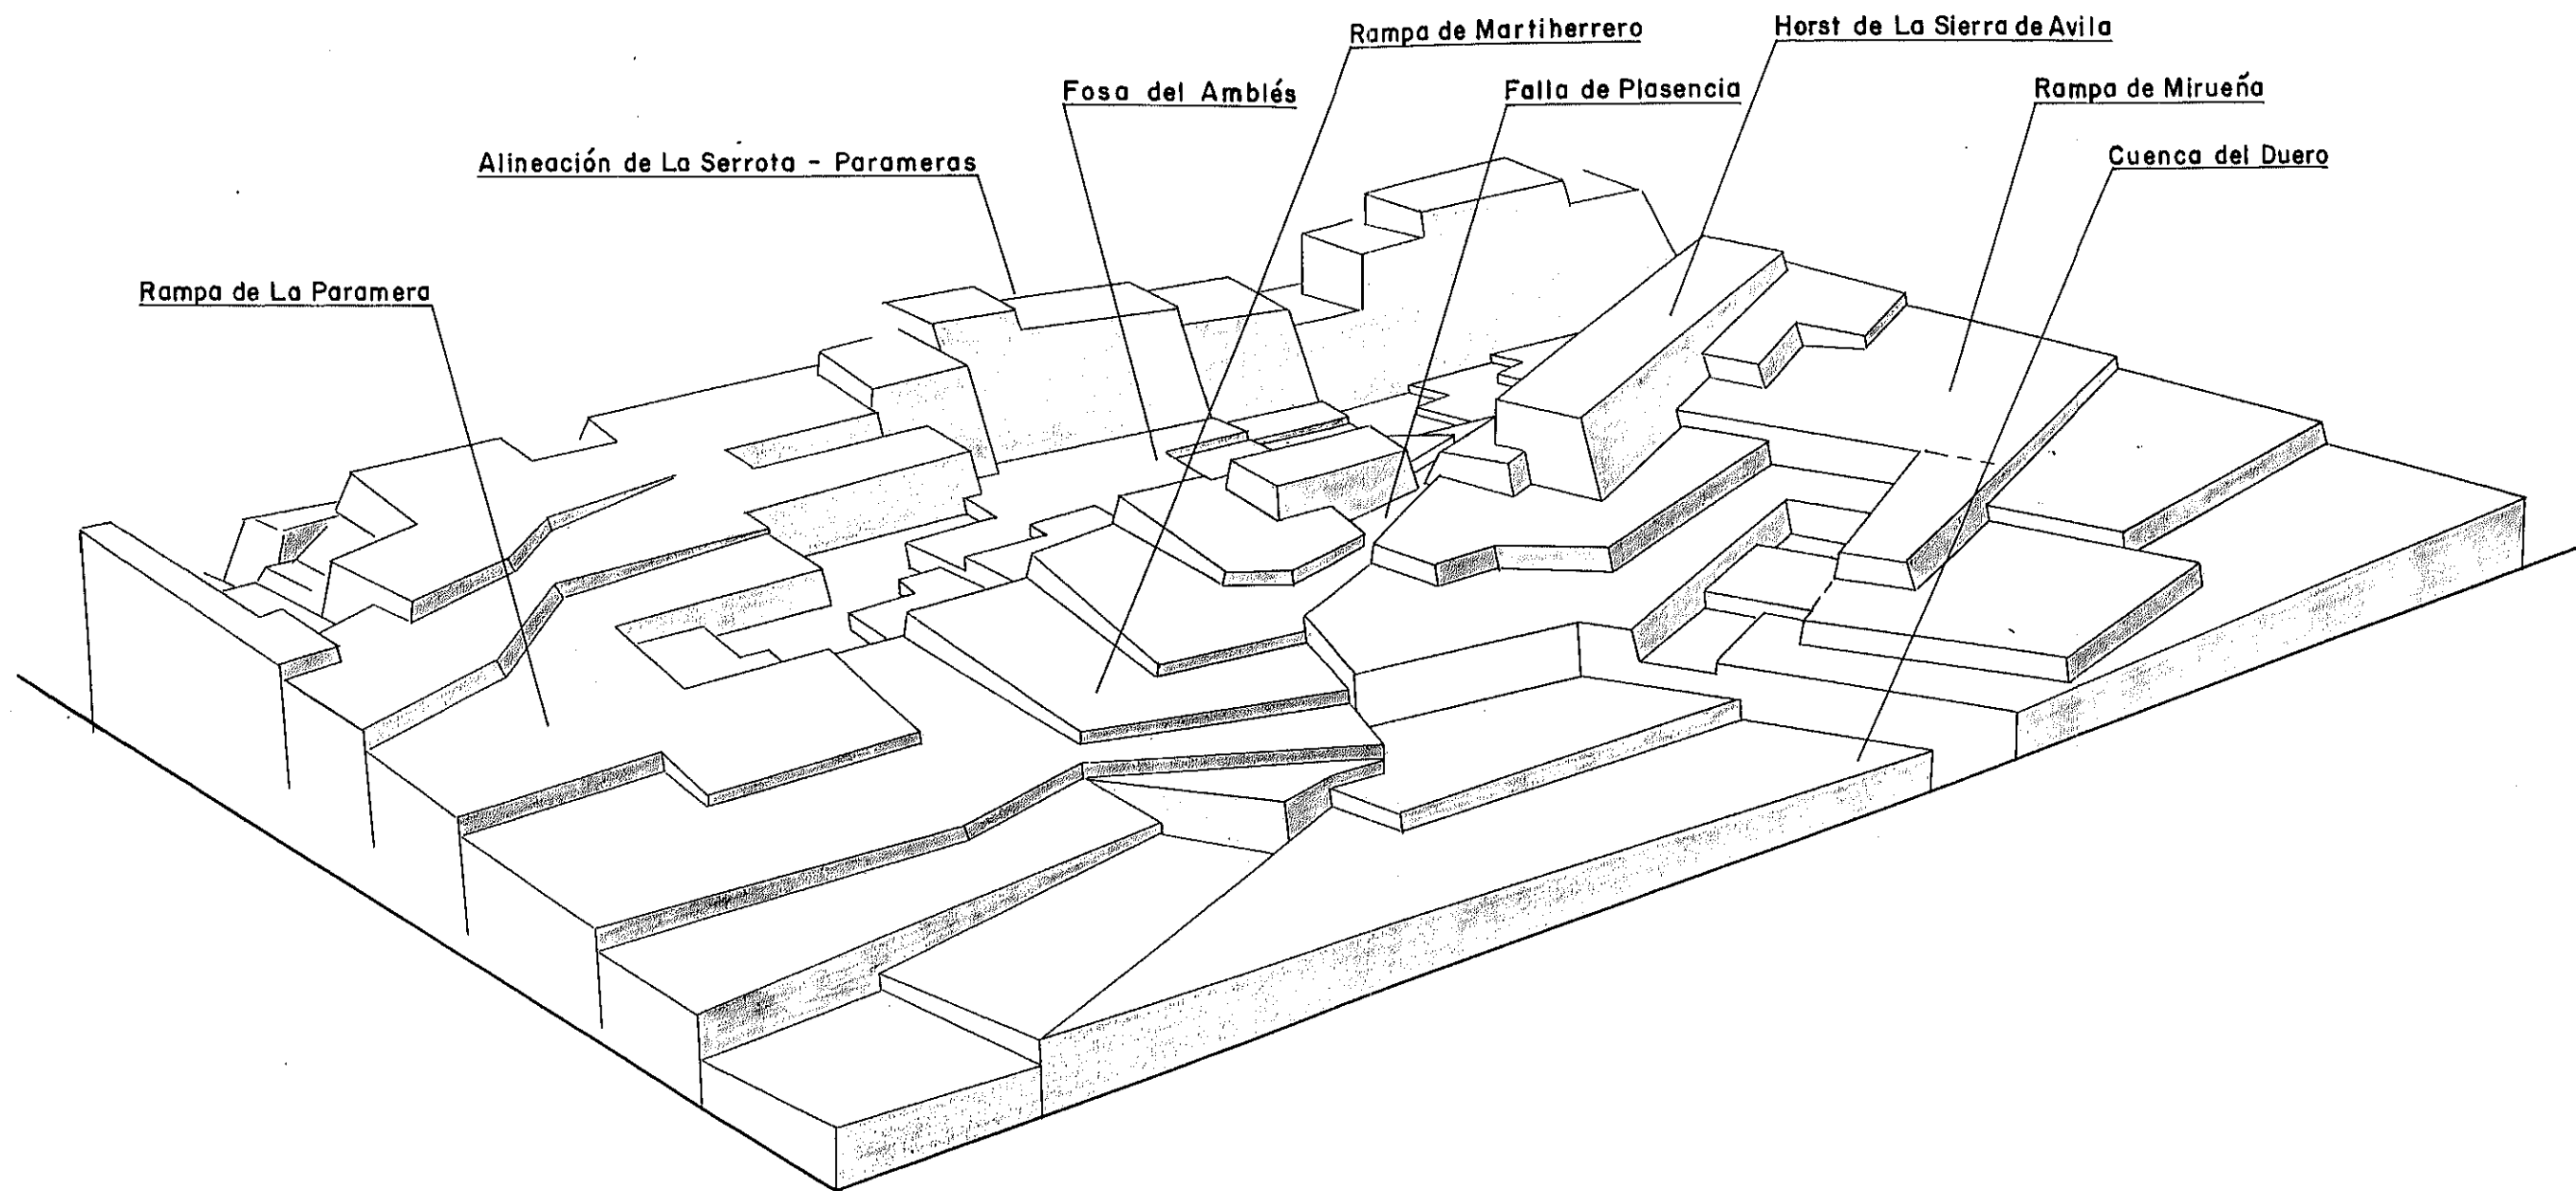 Rampa de Martiherrero
Horst de La Sierra de Avila
Fosa del Amblés
Falla de Plasencia
Rampa de Mirueña
Alineación de La Serrota - Parameras
Cuenca del Duero
Rampa de La Paramera